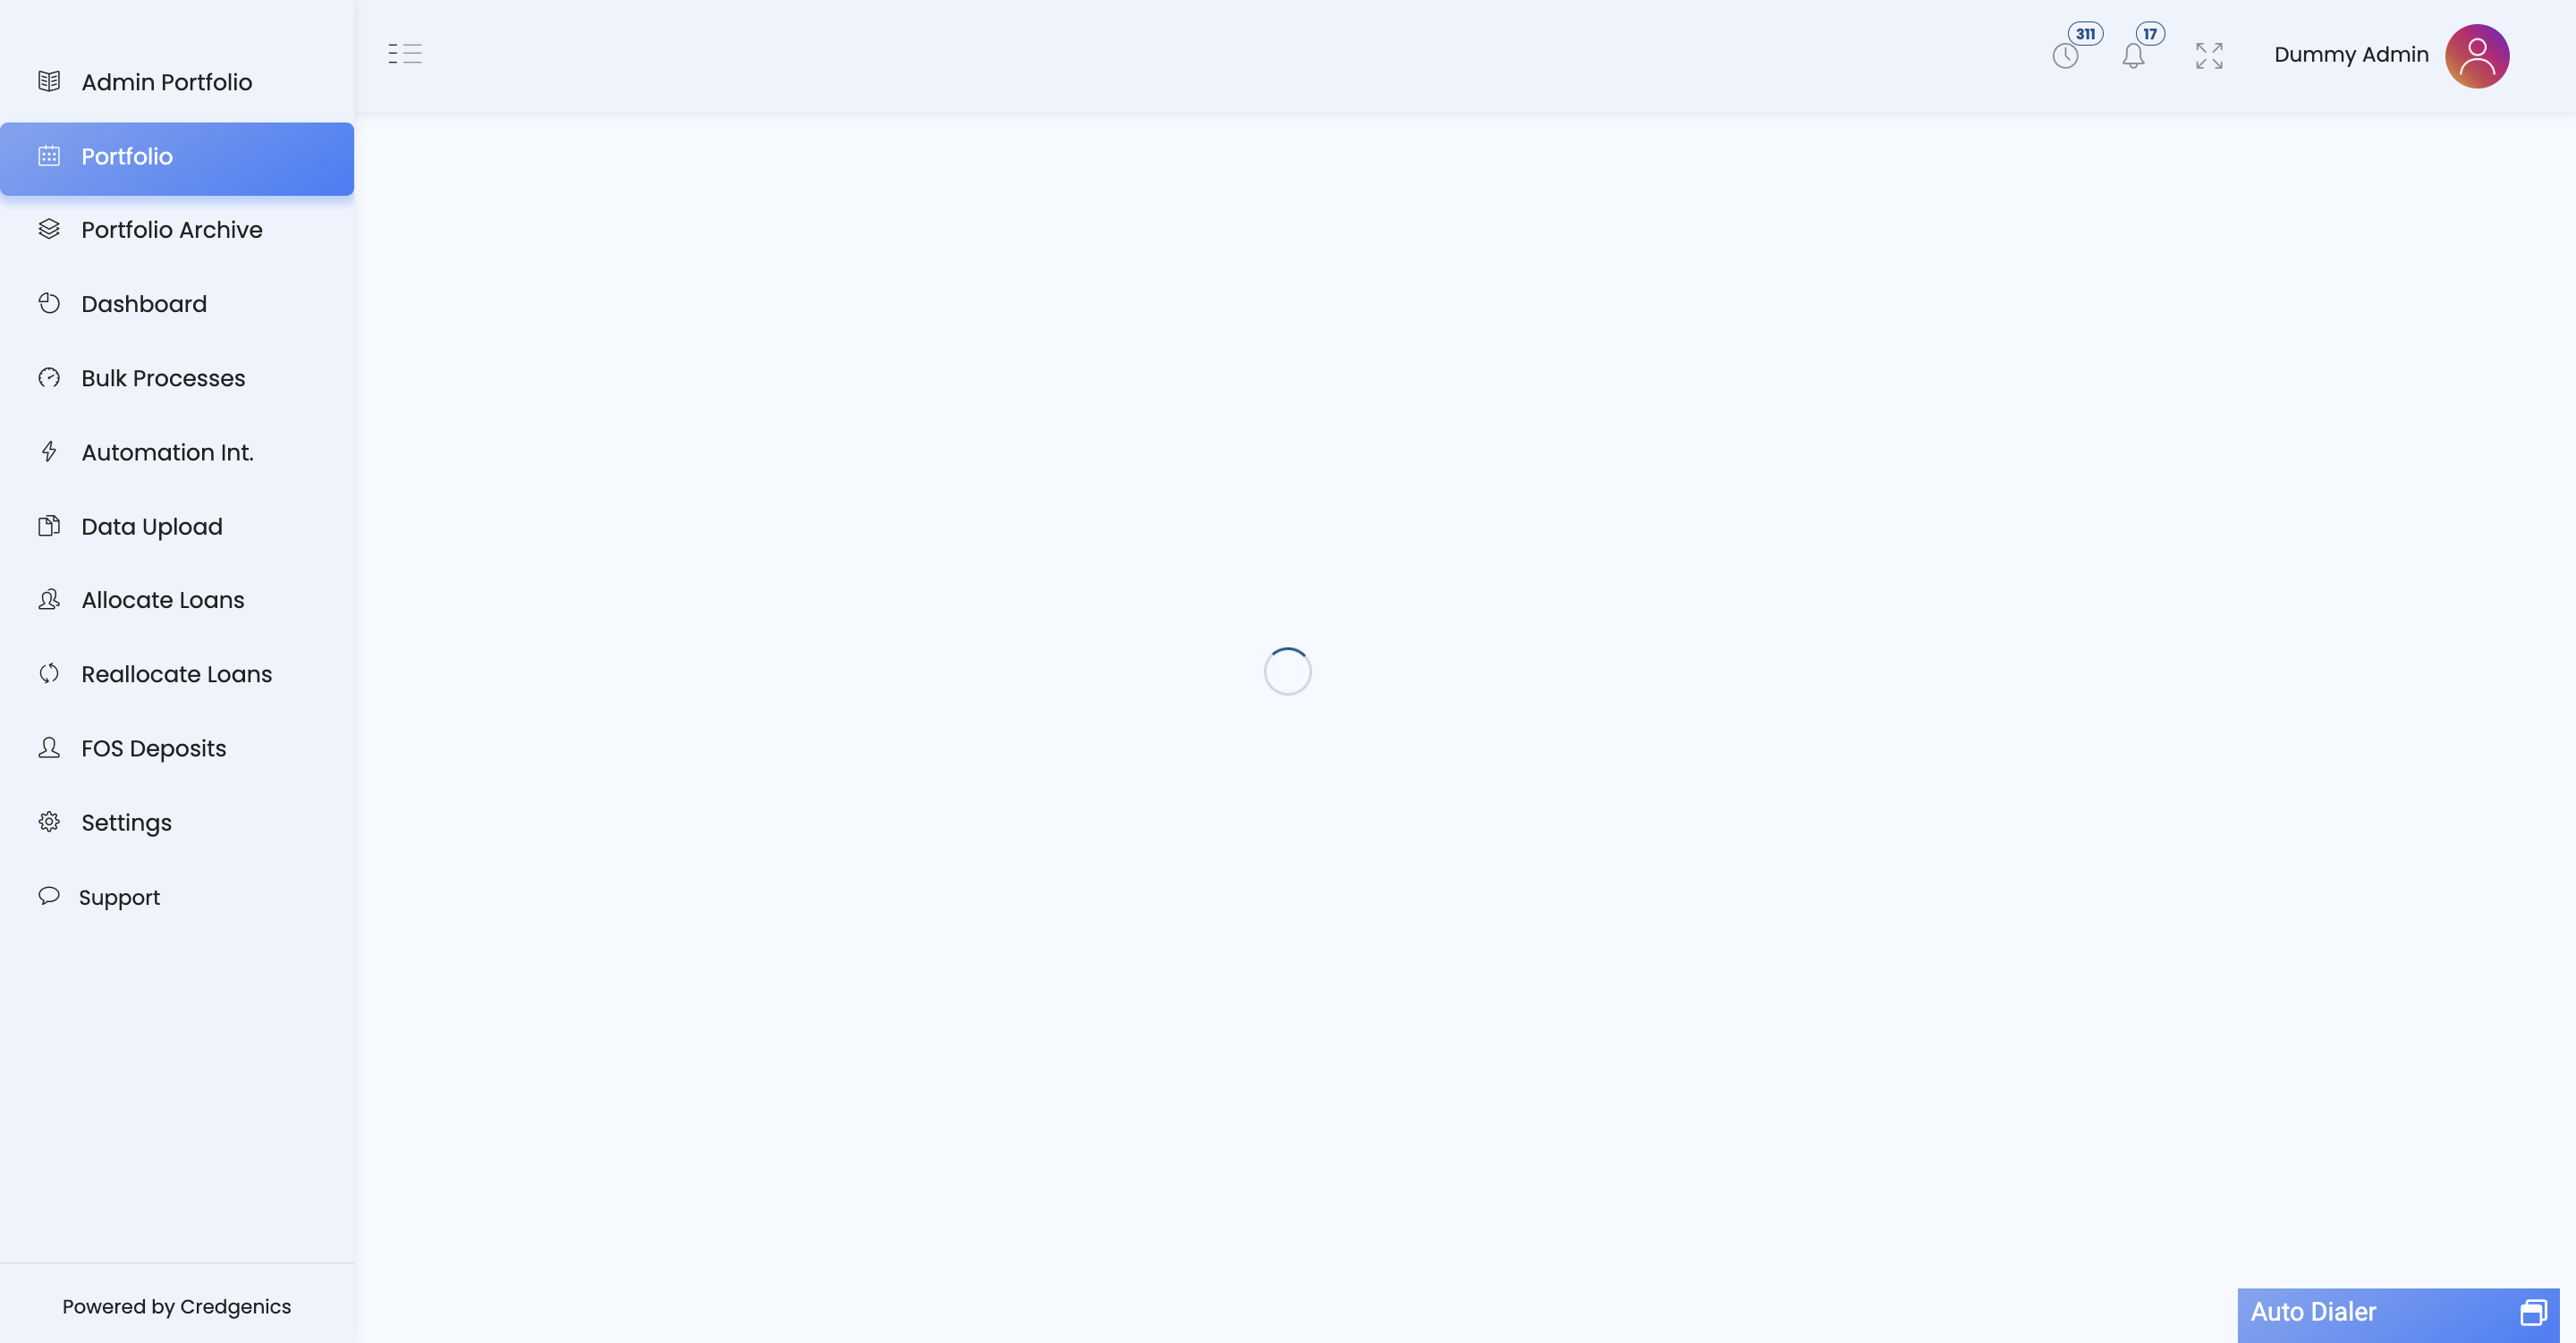 Admin Portfolio
Portfolio
Portfolio Archive
Dashboard
Bulk Processes
Automation Int.
Data Upload
Allocate Loans
Reallocate Loans
FOS Deposits
Settings
Support
Powered by Credgenics
311
17
Dummy Admin
Auto Dialer